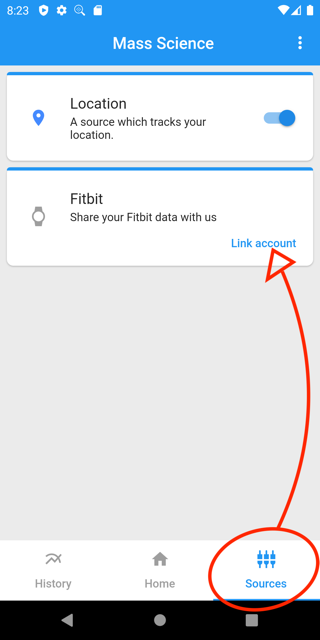 8:23
Mass Science
Location
A source which tracks your
location.
Fitbit
Share your Fitbit data with us
Link account
History
Home
Sources